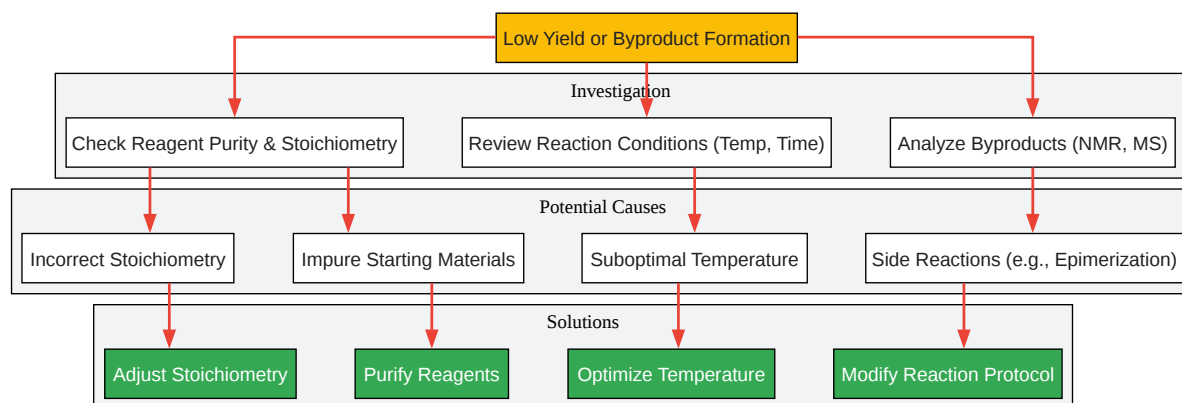 Low Yield or Byproduct Formation
Investigation
Check Reagent Purity & Stoichiometry
Review Reaction Conditions (Temp, Time)
Analyze Byproducts (NMR, MS)
Potential Causes
Incorrect Stoichiometry
Impure Starting Materials
Suboptimal Temperature
Side Reactions (e.g., Epimerization)
Solutions
Adjust Stoichiometry
Purify Reagents
Optimize Temperature
Modify Reaction Protocol